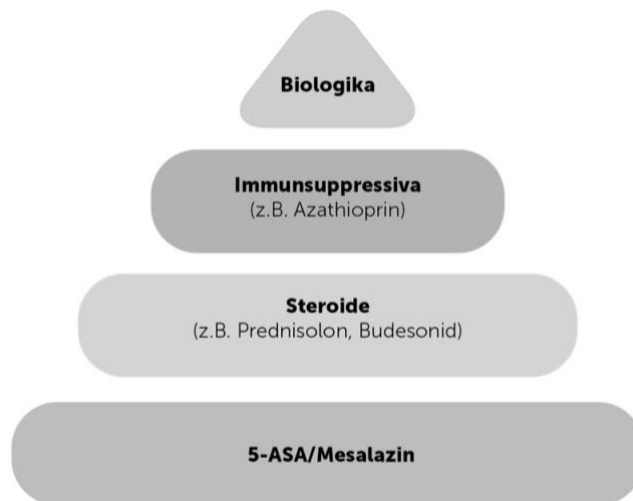 Biologika
Immunsuppressiva
(z.B. Azathioprin)
Steroide
(z.B. Prednisolon, Budesonid)
5-ASA/Mesalazin